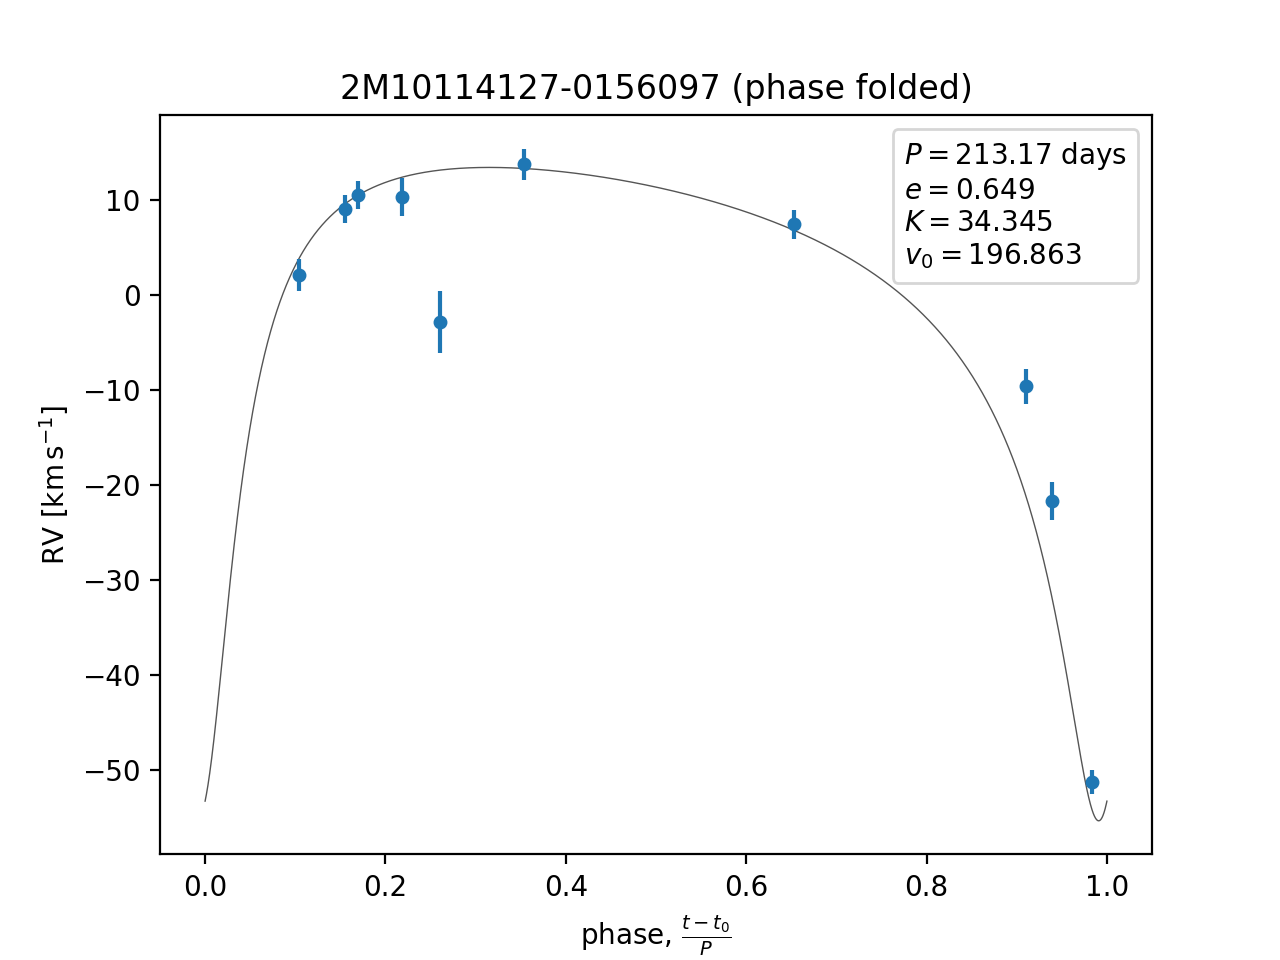 2M10114127-0156097 (phase folded)
P = 213.17 days
e = 0.649
K = 34.345
v₀ = 196.863
10
0
−10
−20
−30
−40
−50
RV [km s⁻¹]
0.0 0.2 0.4 0.6 0.8 1.0
phase, (t − t₀)/P